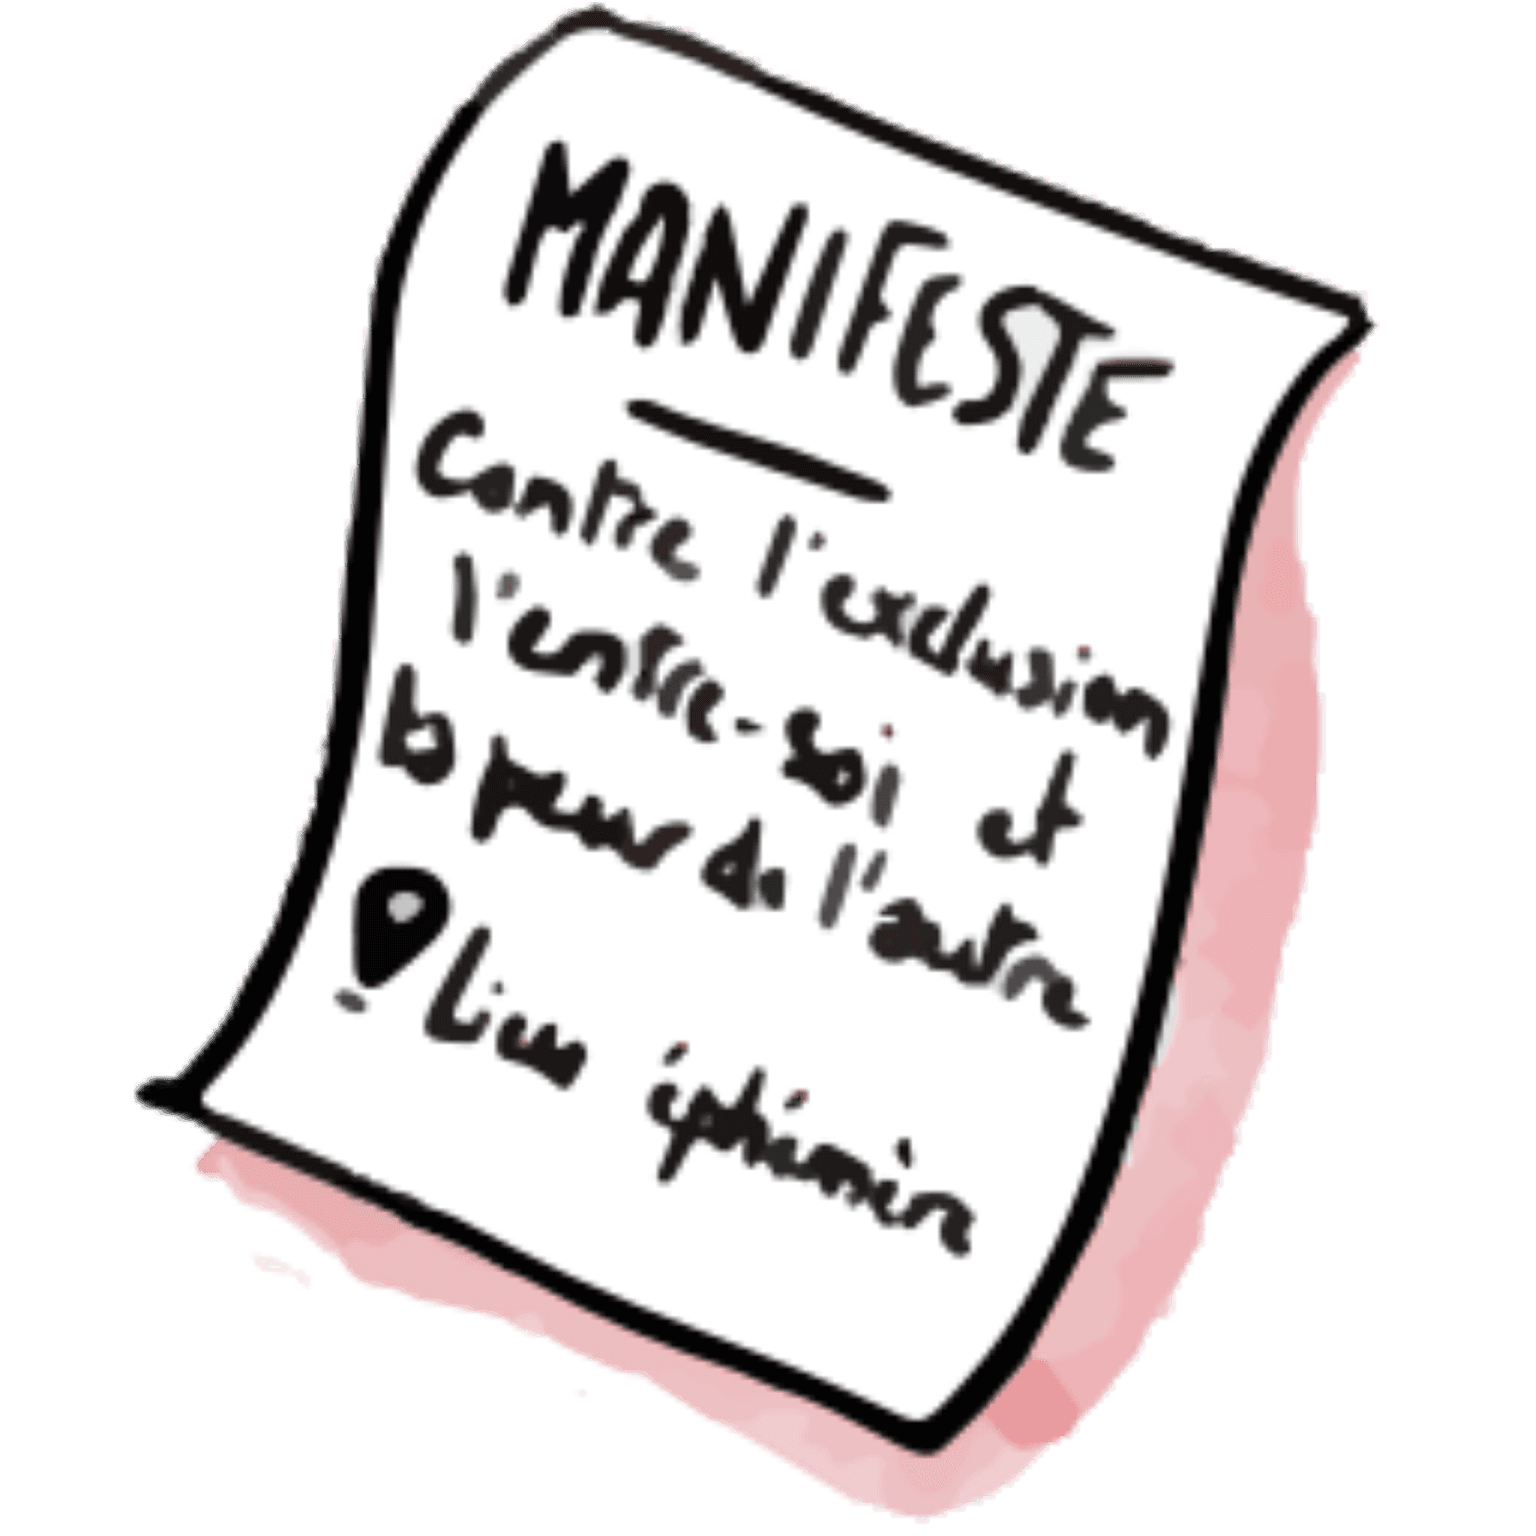 MANIFESTE
Contre l'exclusion
l'entre-soi et
la peur de l'autre
Lieu éphémère